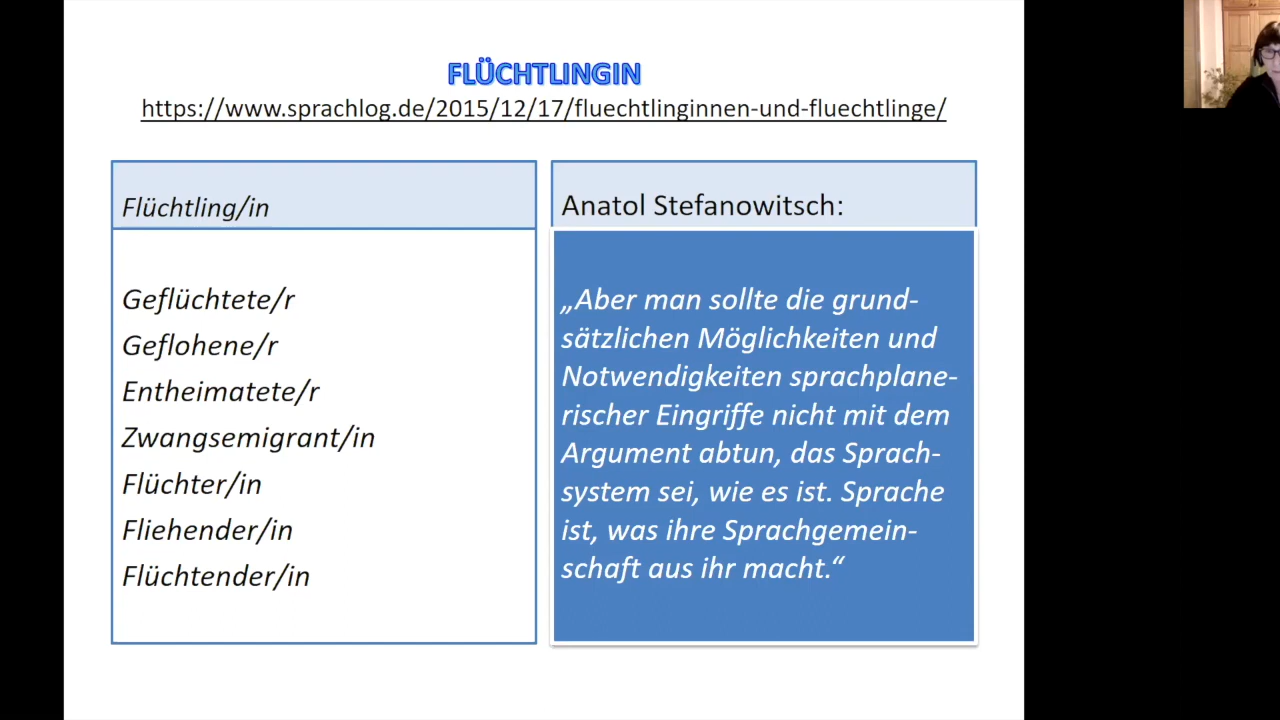 FLÜCHTLINGIN
https://www.sprachlog.de/2015/12/17/fluechtlinginnen-und-fluechtlinge/
Flüchtling/in
Geflüchtete/r
Geflohene/r
Entheimatete/r
Zwangsemigrant/in
Flüchter/in
Fliehender/in
Flüchtender/in
Anatol Stefanowitsch:
„Aber man sollte die grund-
sätzlichen Möglichkeiten und
Notwendigkeiten sprachplane-
rischer Eingriffe nicht mit dem
Argument abtun, das Sprach-
system sei, wie es ist. Sprache
ist, was ihre Sprachgemein-
schaft aus ihr macht.“